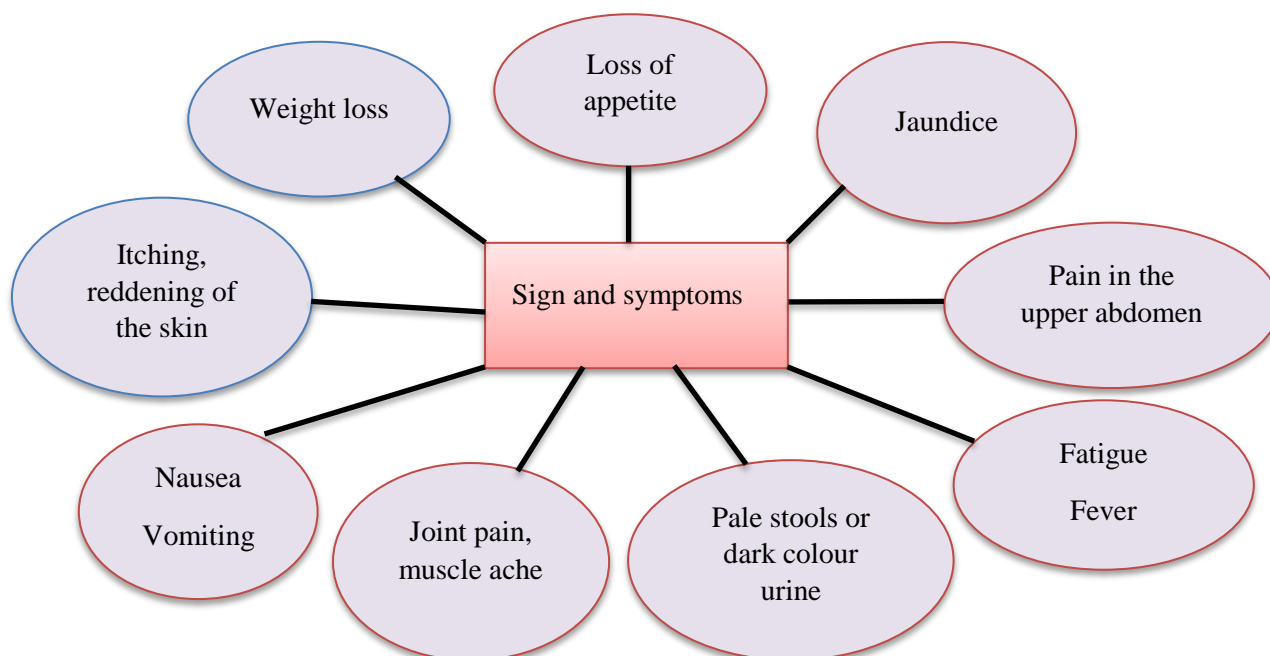 Loss of
appetite
Weight loss
Jaundice
Itching,
reddening of
the skin
Sign and symptoms
Pain in the
upper abdomen
Nausea
Vomiting
Joint pain,
muscle ache
Pale stools or
dark colour
urine
Fatigue
Fever